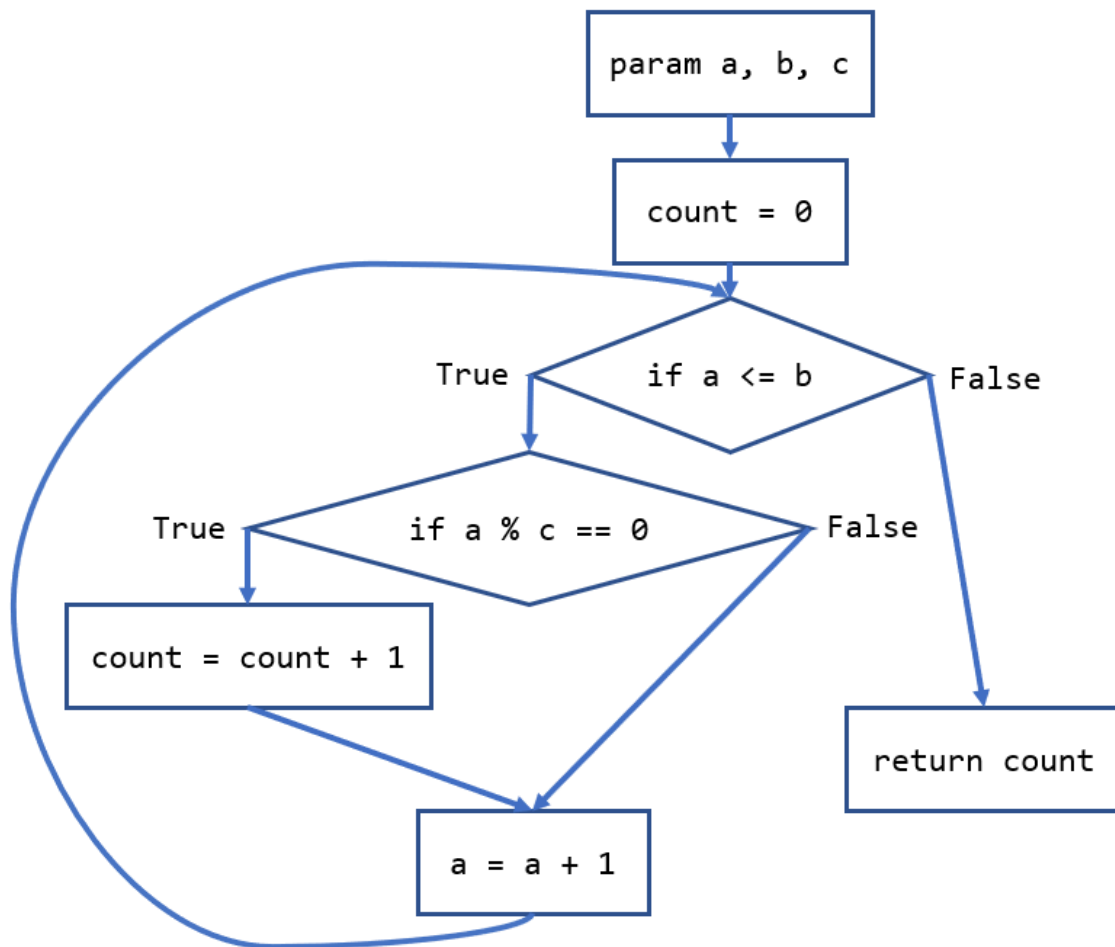 param a, b, c
count = 0
if a <= b
True
False
if a % c == 0
True
False
count = count + 1
return count
a = a + 1